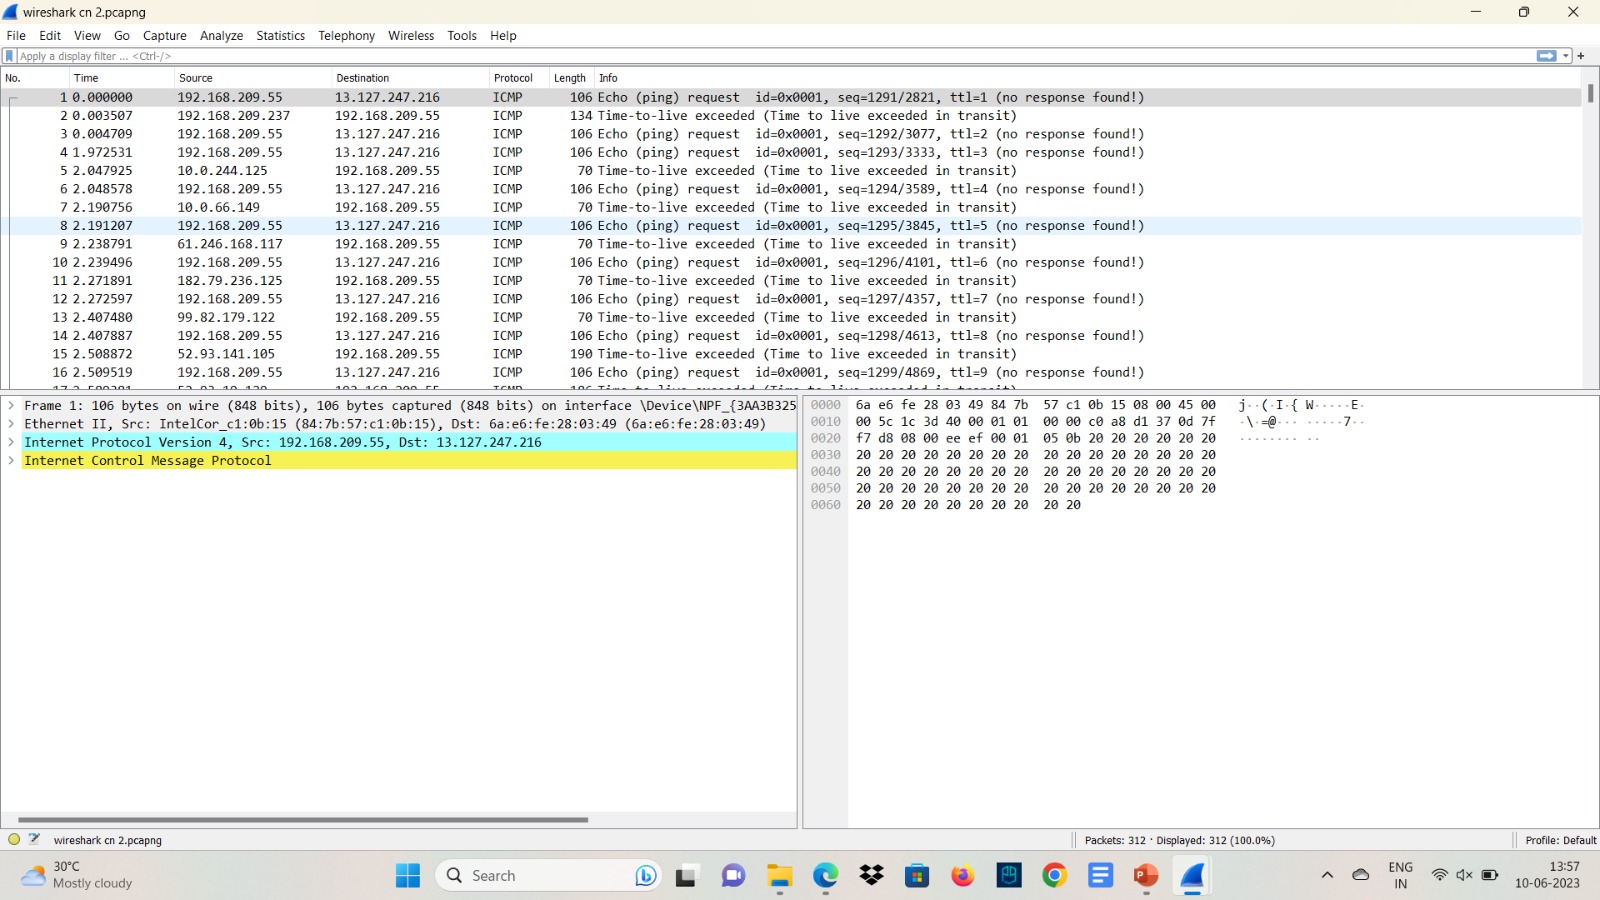 wireshark cn 2.pcapng
File Edit View Go Capture Analyze Statistics Telephony Wireless Tools Help
Apply a display filter ... <Ctrl-/>
No. Time Source Destination Protocol Length Info
1 0.000000 192.168.209.55 13.127.247.216 ICMP 106 Echo (ping) request id=0x0001, seq=1291/2821, ttl=1 (no response found!)
2 0.003507 192.168.209.237 192.168.209.55 ICMP 134 Time-to-live exceeded (Time to live exceeded in transit)
3 0.004709 192.168.209.55 13.127.247.216 ICMP 106 Echo (ping) request id=0x0001, seq=1292/3077, ttl=2 (no response found!)
4 1.972531 192.168.209.55 13.127.247.216 ICMP 106 Echo (ping) request id=0x0001, seq=1293/3333, ttl=3 (no response found!)
5 2.047925 10.0.244.125 192.168.209.55 ICMP 70 Time-to-live exceeded (Time to live exceeded in transit)
6 2.048578 192.168.209.55 13.127.247.216 ICMP 106 Echo (ping) request id=0x0001, seq=1294/3589, ttl=4 (no response found!)
7 2.190756 10.0.66.149 192.168.209.55 ICMP 70 Time-to-live exceeded (Time to live exceeded in transit)
8 2.191207 192.168.209.55 13.127.247.216 ICMP 106 Echo (ping) request id=0x0001, seq=1295/3845, ttl=5 (no response found!)
9 2.238791 61.246.168.117 192.168.209.55 ICMP 70 Time-to-live exceeded (Time to live exceeded in transit)
10 2.239496 192.168.209.55 13.127.247.216 ICMP 106 Echo (ping) request id=0x0001, seq=1296/4101, ttl=6 (no response found!)
11 2.271891 182.79.236.125 192.168.209.55 ICMP 70 Time-to-live exceeded (Time to live exceeded in transit)
12 2.272597 192.168.209.55 13.127.247.216 ICMP 106 Echo (ping) request id=0x0001, seq=1297/4357, ttl=7 (no response found!)
13 2.407480 99.82.179.122 192.168.209.55 ICMP 70 Time-to-live exceeded (Time to live exceeded in transit)
14 2.407887 192.168.209.55 13.127.247.216 ICMP 106 Echo (ping) request id=0x0001, seq=1298/4613, ttl=8 (no response found!)
15 2.508872 52.93.141.105 192.168.209.55 ICMP 190 Time-to-live exceeded (Time to live exceeded in transit)
16 2.509519 192.168.209.55 13.127.247.216 ICMP 106 Echo (ping) request id=0x0001, seq=1299/4869, ttl=9 (no response found!)
Frame 1: 106 bytes on wire (848 bits), 106 bytes captured (848 bits) on interface \Device\NPF_{3AA3B325
Ethernet II, Src: IntelCor_c1:0b:15 (84:7b:57:c1:0b:15), Dst: 6a:e6:fe:28:03:49 (6a:e6:fe:28:03:49)
Internet Protocol Version 4, Src: 192.168.209.55, Dst: 13.127.247.216
Internet Control Message Protocol
0000 6a e6 fe 28 03 49 84 7b 57 c1 0b 15 08 00 45 00 j··(·I·{ W·····E·
0010 00 5c 1c 3d 40 00 01 01 00 00 c0 a8 d1 37 0d 7f ·\·=@··· ·····7··
0020 f7 d8 08 00 ee ef 00 01 05 0b 20 20 20 20 20 20 ········ ··
0030 20 20 20 20 20 20 20 20 20 20 20 20 20 20 20 20
0040 20 20 20 20 20 20 20 20 20 20 20 20 20 20 20 20
0050 20 20 20 20 20 20 20 20 20 20 20 20 20 20 20 20
0060 20 20 20 20 20 20 20 20 20 20
wireshark cn 2.pcapng Packets: 312 · Displayed: 312 (100.0%) Profile: Default
30°C
Mostly cloudy
Search
ENG
IN
13:57
10-06-2023